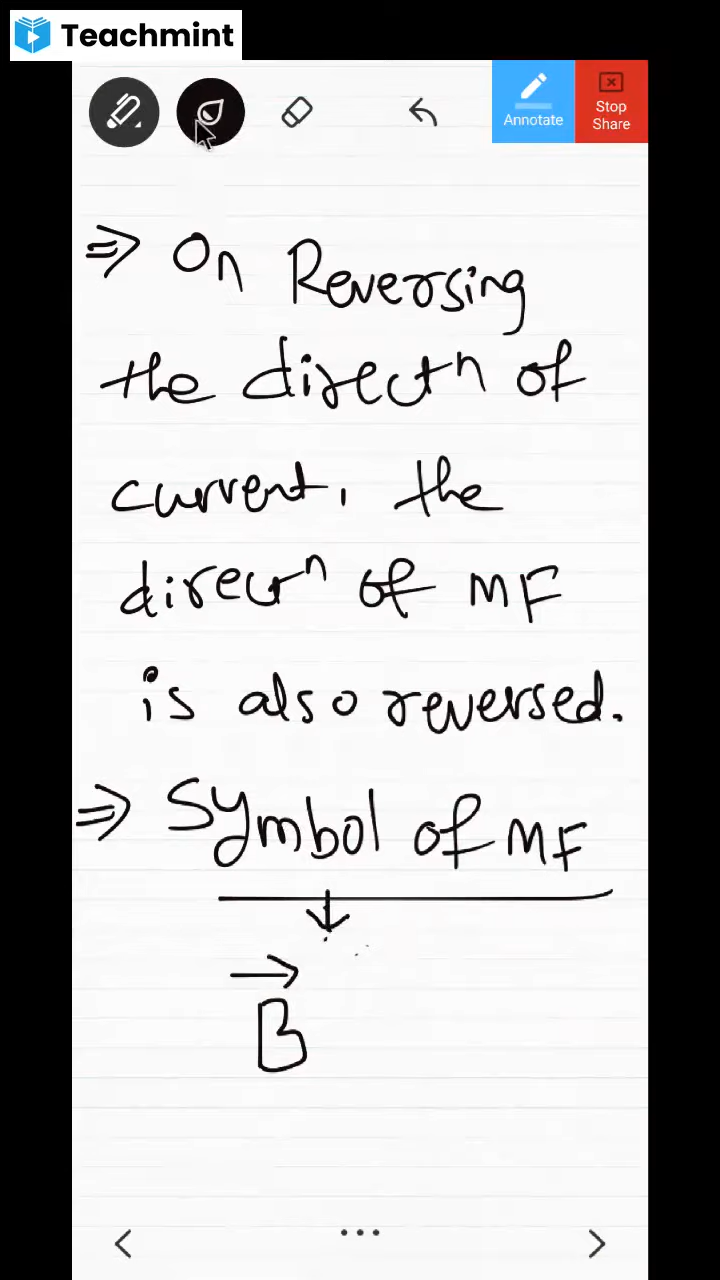 Teachmint
Annotate
Stop
Share
⇒ On Reversing
the directn of
current, the
directn of MF
is also reversed.
⇒ Symbol of MF
↓
→
B